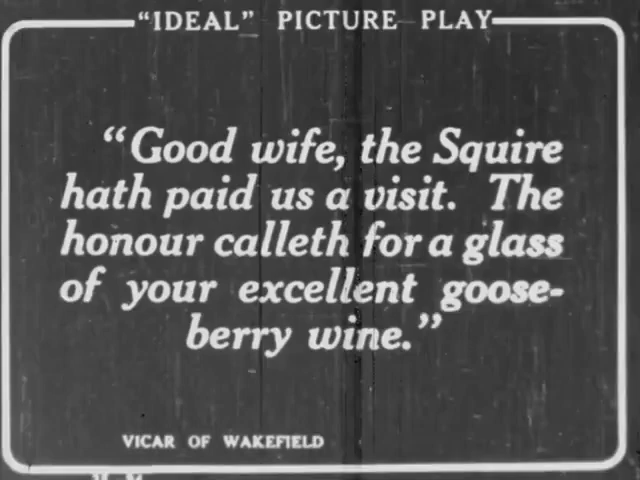 "IDEAL" PICTURE PLAY
"Good wife, the Squire
hath paid us a visit. The
honour calleth for a glass
of your excellent goose-
berry wine."
VICAR OF WAKEFIELD